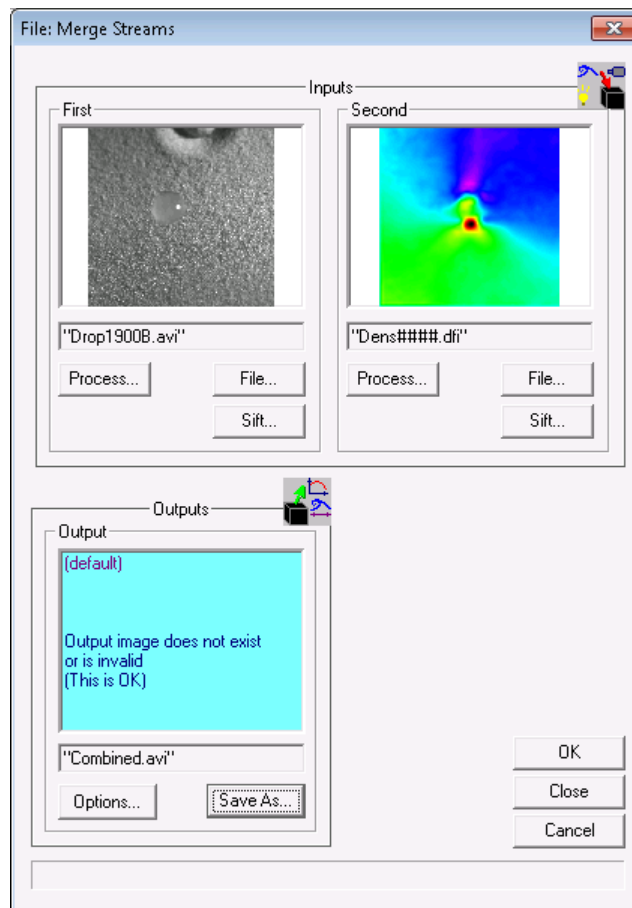 File: Merge Streams
Inputs
First
Second
"Drop1900B.avi"
"Dens####.dfi"
Process...
File...
Process...
File...
Sift...
Sift...
Outputs
Output
(default)
Output image does not exist
or is invalid
(This is OK)
"Combined.avi"
Options...
Save As...
OK
Close
Cancel